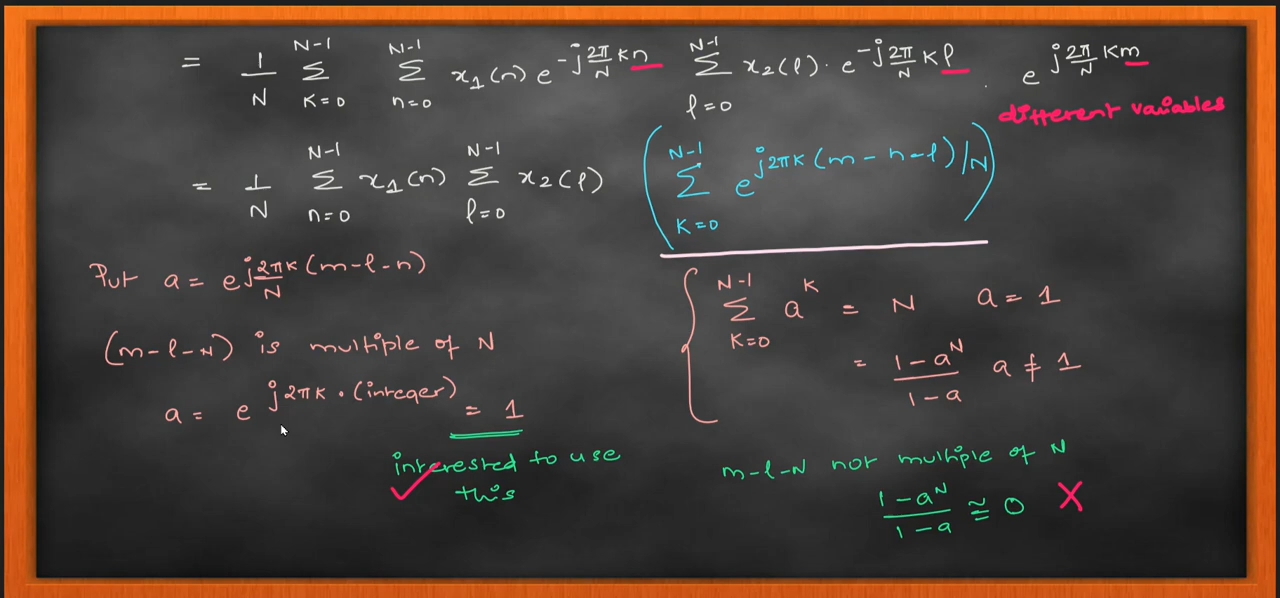 = 1/N Σ_{K=0}^{N-1} Σ_{n=0}^{N-1} x₁(n) e^{-j 2π/N Kn} Σ_{l=0}^{N-1} x₂(l) · e^{-j 2π/N Kl} . e^{j 2π/N Km}
different variables
= 1/N Σ_{n=0}^{N-1} x₁(n) Σ_{l=0}^{N-1} x₂(l) ( Σ_{K=0}^{N-1} e^{j2πK(m-n-l)/N} )
Put a = e^{j 2πK/N (m-l-n)}
Σ_{K=0}^{N-1} a^K = N a = 1
= (1-a^N)/(1-a) a ≠ 1
(m-l-N) is multiple of N
a = e^{j2πK . (integer)} = 1
interested to use
this
m-l-N not multiple of N
(1-a^N)/(1-a) ≅ 0 X